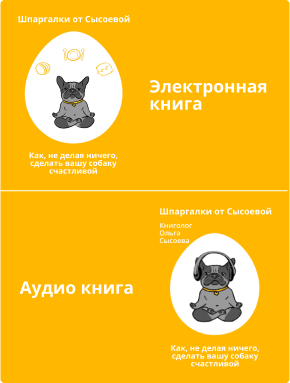 Шпаргалки от Сысоевой
Электронная
книга
Как, не делая ничего,
сделать вашу собаку
счастливой
Шпаргалки от Сысоевой
Кинолог
Ольга
Сысоева
Аудио книга
Как, не делая ничего,
сделать вашу собаку
счастливой